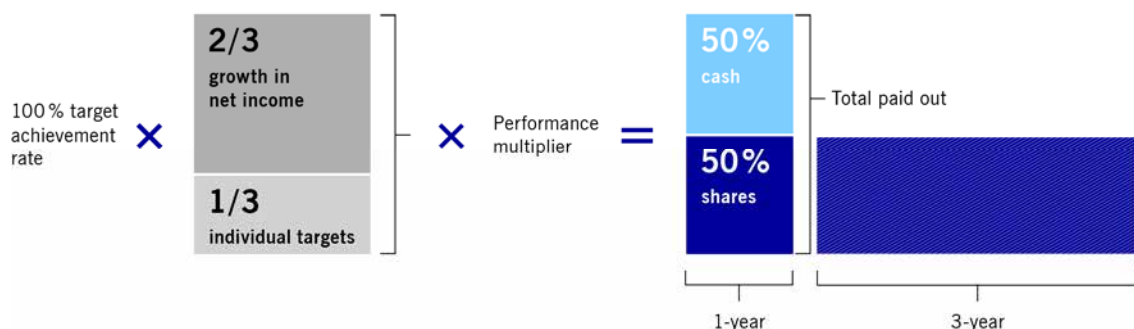 100 % target
achievement
rate
×
2/3
growth in
net income
1/3
individual targets
×
Performance
multiplier
=
50 %
cash
50 %
shares
Total paid out
1-year
3-year